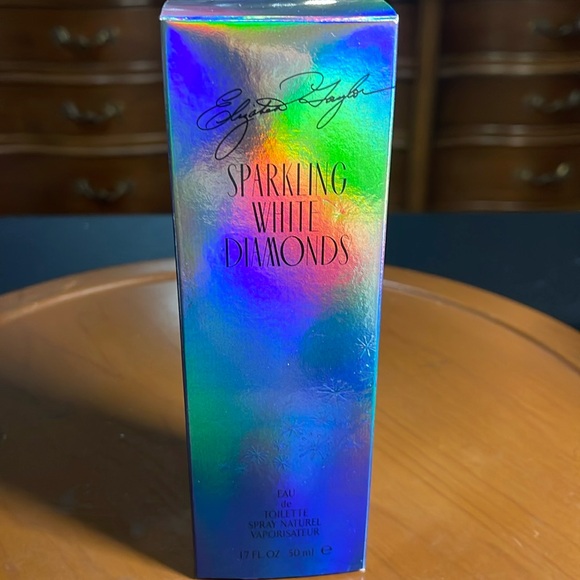 Elizabeth Taylor
SPARKLING
WHITE
DIAMONDS
EAU
de
TOILETTE
SPRAY NATUREL
VAPORISATEUR
1.7 FL. OZ. 50 ml ℮